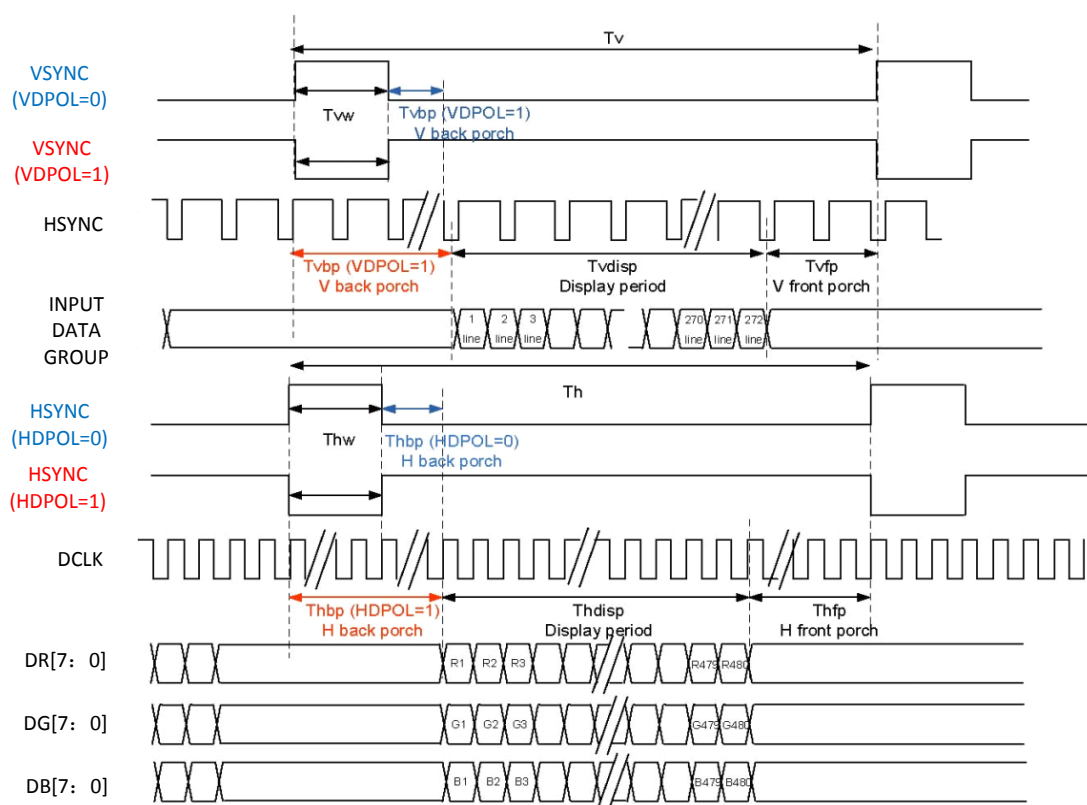 Tv
VSYNC
(VDPOL=0)
Tvw
Tvbp (VDPOL=1)
V back porch
VSYNC
(VDPOL=1)
HSYNC
Tvbp (VDPOL=1)
V back porch
Tvdisp
Display period
Tvfp
V front porch
INPUT
DATA
GROUP
1
line
2
line
3
line
270
line
271
line
272
line
Th
HSYNC
(HDPOL=0)
Thw
Thbp (HDPOL=0)
H back porch
HSYNC
(HDPOL=1)
DCLK
Thbp (HDPOL=1)
H back porch
Thdisp
Display period
Thfp
H front porch
DR[7：0]
R1 R2 R3 R479 R480
DG[7：0]
G1 G2 G3 G479 G480
DB[7：0]
B1 B2 B3 B479 B480